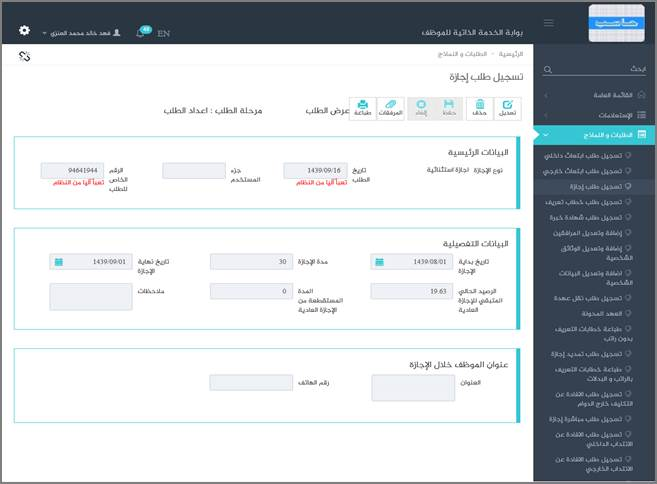 حاسب
بوابة الخدمة الذاتية للموظف
EN
48
فهد خالد محمد العنزي
الرئيسية - الطلبات و النماذج
تسجيل طلب إجازة
تعديل
حذف
حفظ
إلغاء
المرفقات
طباعة
عرض الطلب
مرحلة الطلب : اعداد الطلب
البيانات الرئيسية
نوع الإجازة
اجازة استثنائية
تاريخ الطلب
1439/09/16
تعبأ آليا من النظام
جزء المستخدم
الرقم الخاص للطلب
94641944
تعبأ آليا من النظام
البيانات التفصيلية
تاريخ بداية الإجازة
1439/08/01
مدة الإجازة
30
تاريخ نهاية الإجازة
1439/09/01
الرصيد الحالي المتبقي للإجازة العادية
19.63
المدة المستقطعة من الإجازة العادية
0
ملاحظات
عنوان الموظف خلال الإجازة
العنوان
رقم الهاتف
ابحث
القائمة العامة
الإستعلامات
الطلبات و النماذج
تسجيل طلب ابتعاث داخلي
تسجيل طلب ابتعاث خارجي
تسجيل طلب إجازة
تسجيل طلب خطاب تعريف
تسجيل طلب شهادة خبرة
إضافة وتعديل المرافقين
إضافة وتعديل الوثائق
الشخصية
اضافة وتعديل البيانات
الشخصية
تسجيل طلب نقل عهدة
العهد المحولة
طباعة خطابات التعريف
بدون راتب
تسجيل طلب تمديد إجازة
طباعة خطابات التعريف
بالراتب و البدلات
تسجيل طلب الافادة عن
التكليف خارج الدوام
تسجيل طلب مباشرة إجازة
تسجيل طلب الافادة عن
الانتداب الداخلي
تسجيل طلب الافادة عن
الانتداب الخارجي